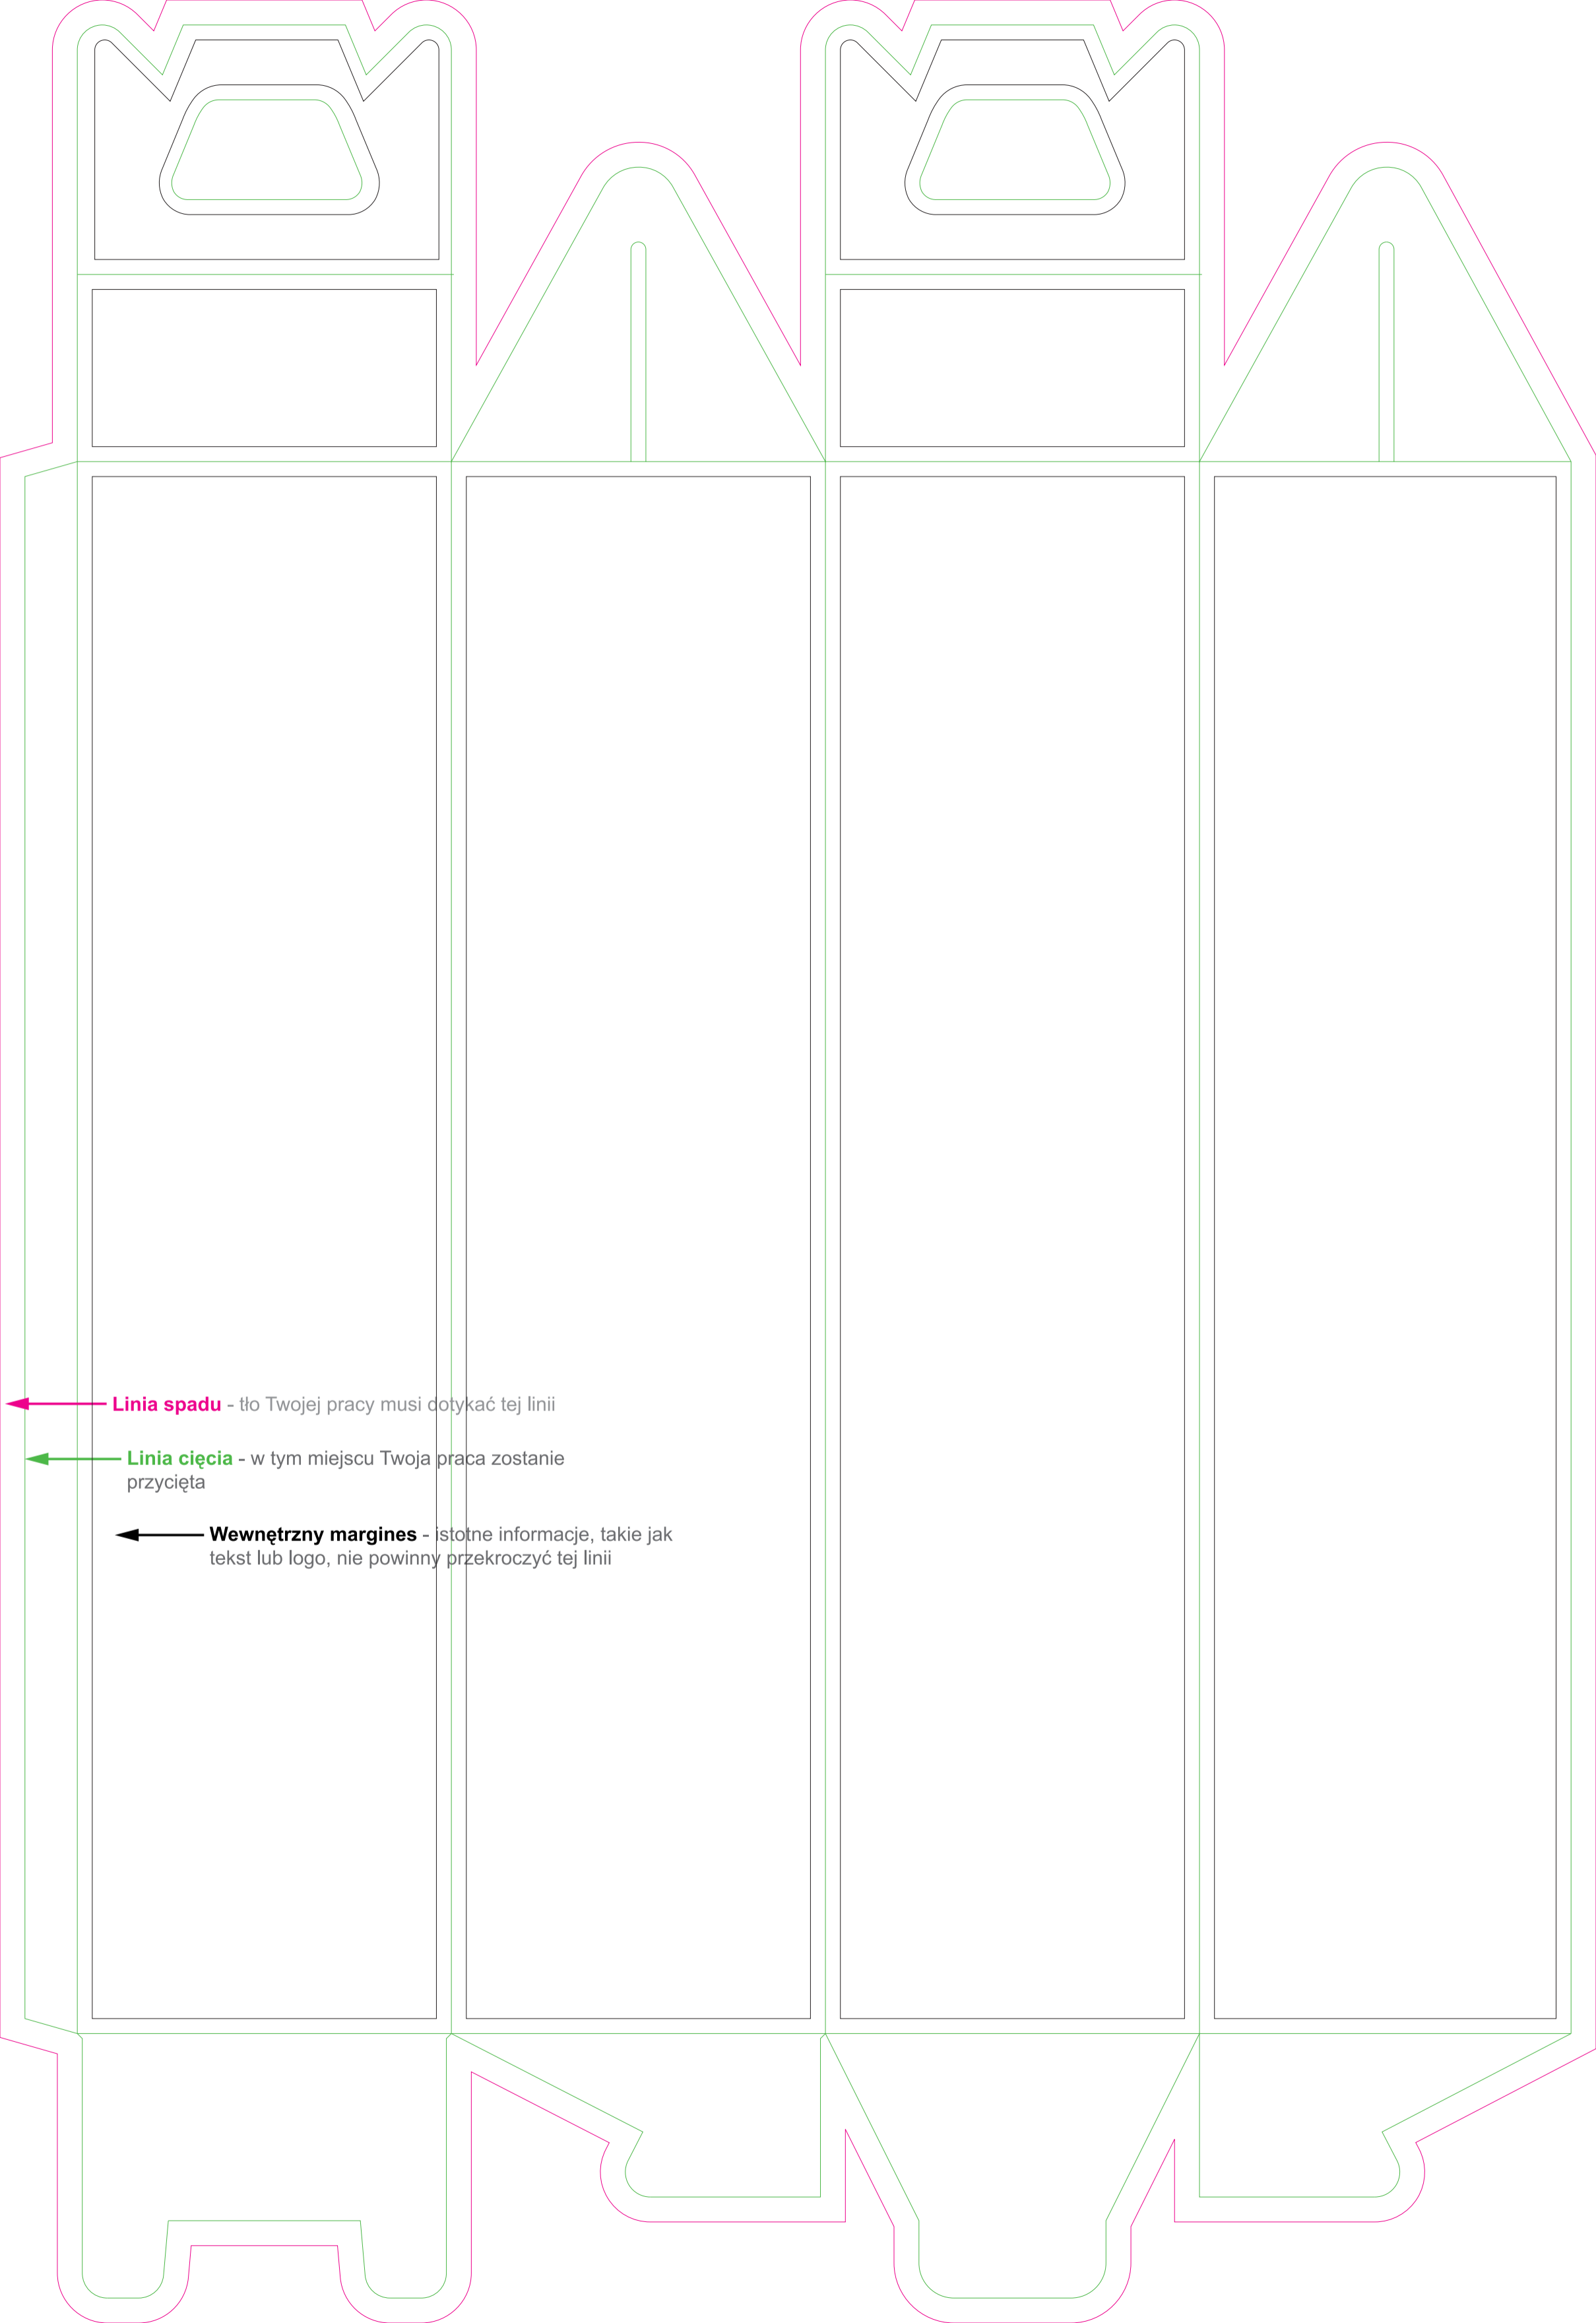 Linia spadu - tło Twojej pracy musi dotykać tej linii
Linia cięcia - w tym miejscu Twoja praca zostanie
przycięta
Wewnętrzny margines - istotne informacje, takie jak
tekst lub logo, nie powinny przekroczyć tej linii